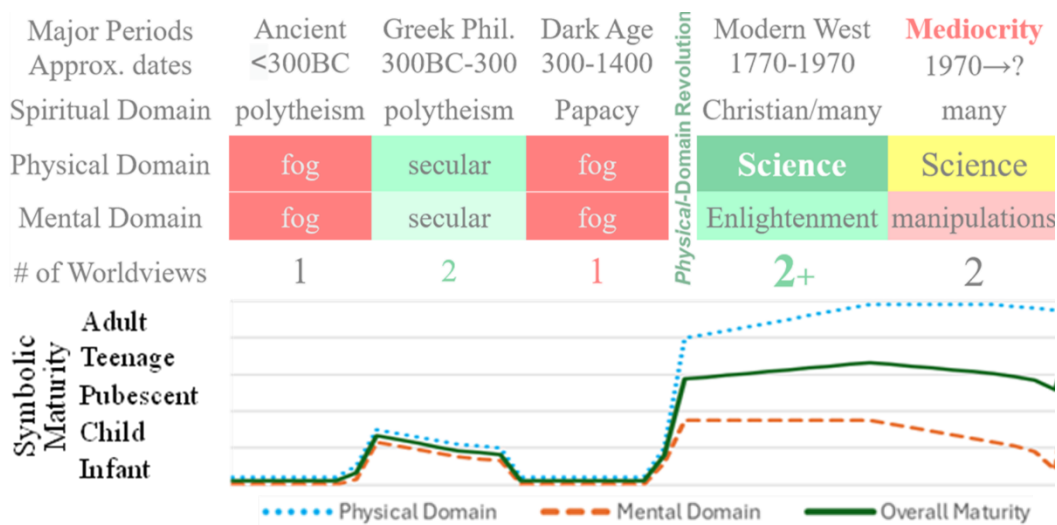 Major Periods Ancient Greek Phil. Dark Age Modern West Mediocrity
Approx. dates <300BC 300BC-300 300-1400 1770-1970 1970→?
Spiritual Domain polytheism polytheism Papacy Christian/many many
Physical Domain fog secular fog Science Science
Mental Domain fog secular fog Enlightenment manipulations
# of Worldviews 1 2 1 2+ 2
Physical-Domain Revolution
Symbolic
Maturity
Adult
Teenage
Pubescent
Child
Infant
Physical Domain Mental Domain Overall Maturity